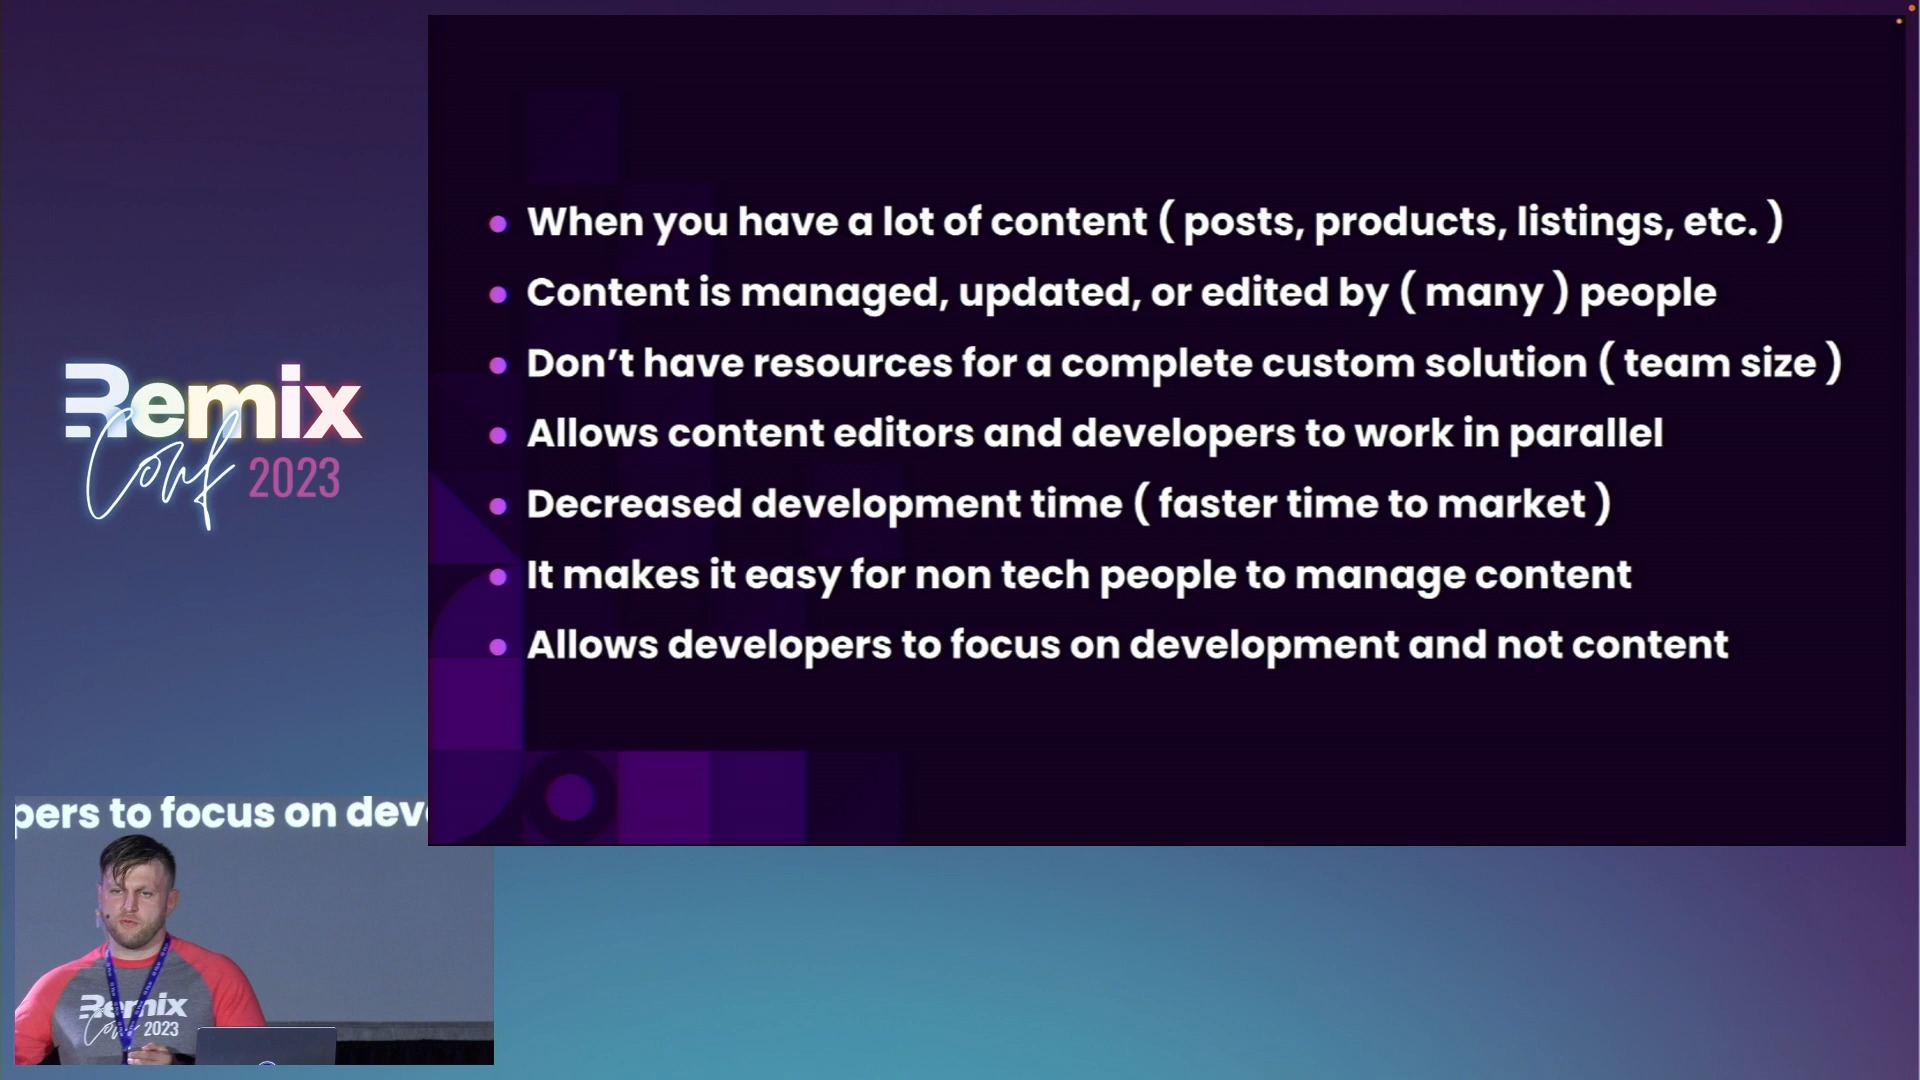 When you have a lot of content ( posts, products, listings, etc. )
Content is managed, updated, or edited by ( many ) people
Don’t have resources for a complete custom solution ( team size )
Allows content editors and developers to work in parallel
Decreased development time ( faster time to market )
It makes it easy for non tech people to manage content
Allows developers to focus on development and not content
Remix
Conf 2023
pers to focus on dev
Remix
Conf 2023